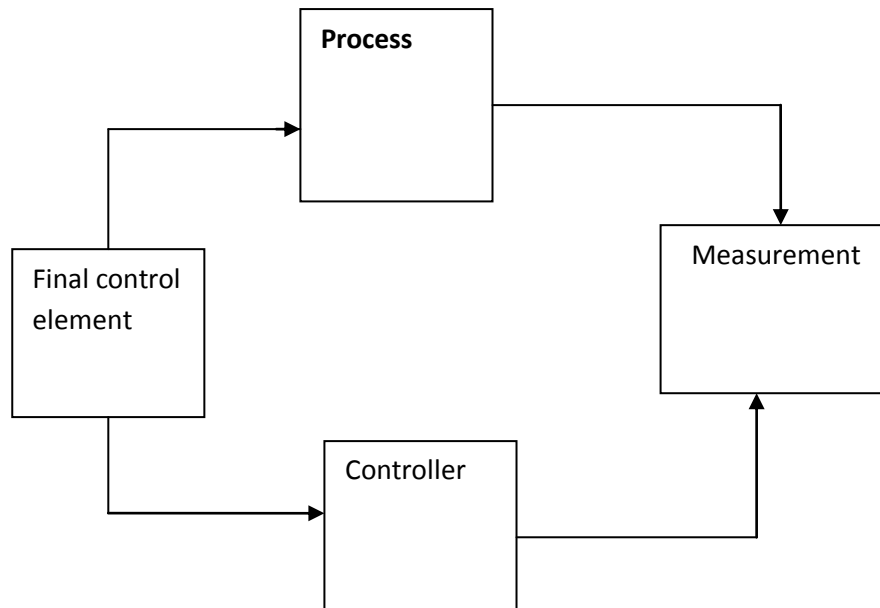 Process
Measurement
Final control
element
Controller